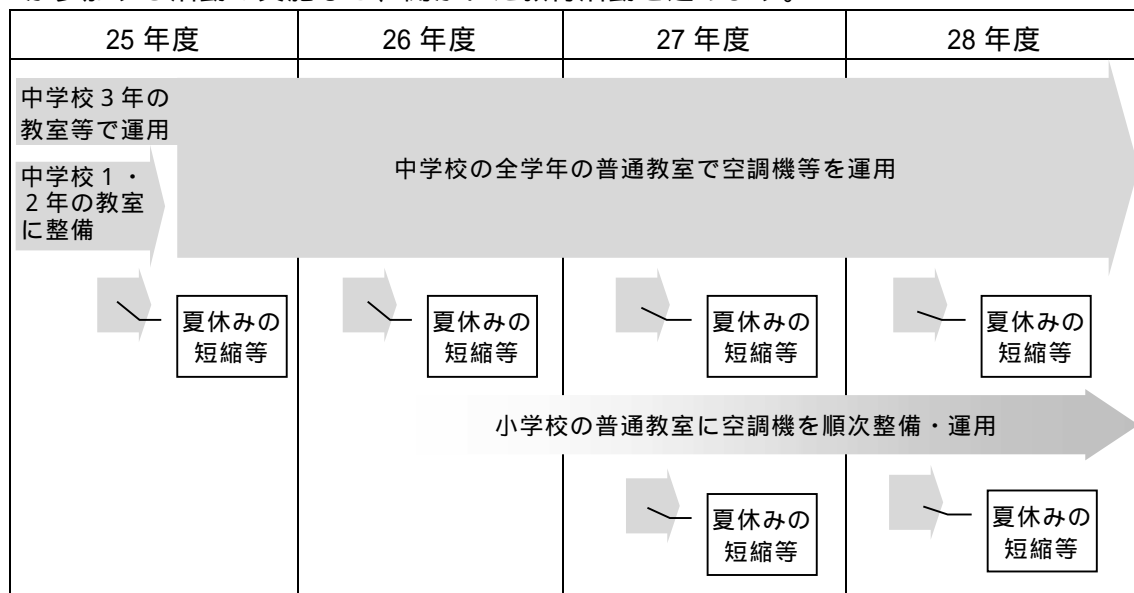 25 年度
26 年度
27 年度
28 年度
中学校３年の
教室等で運用
中学校１・
２年の教室
に整備
中学校の全学年の普通教室で空調機等を運用
夏休みの
短縮等
夏休みの
短縮等
夏休みの
短縮等
夏休みの
短縮等
小学校の普通教室に空調機を順次整備・運用
夏休みの
短縮等
夏休みの
短縮等